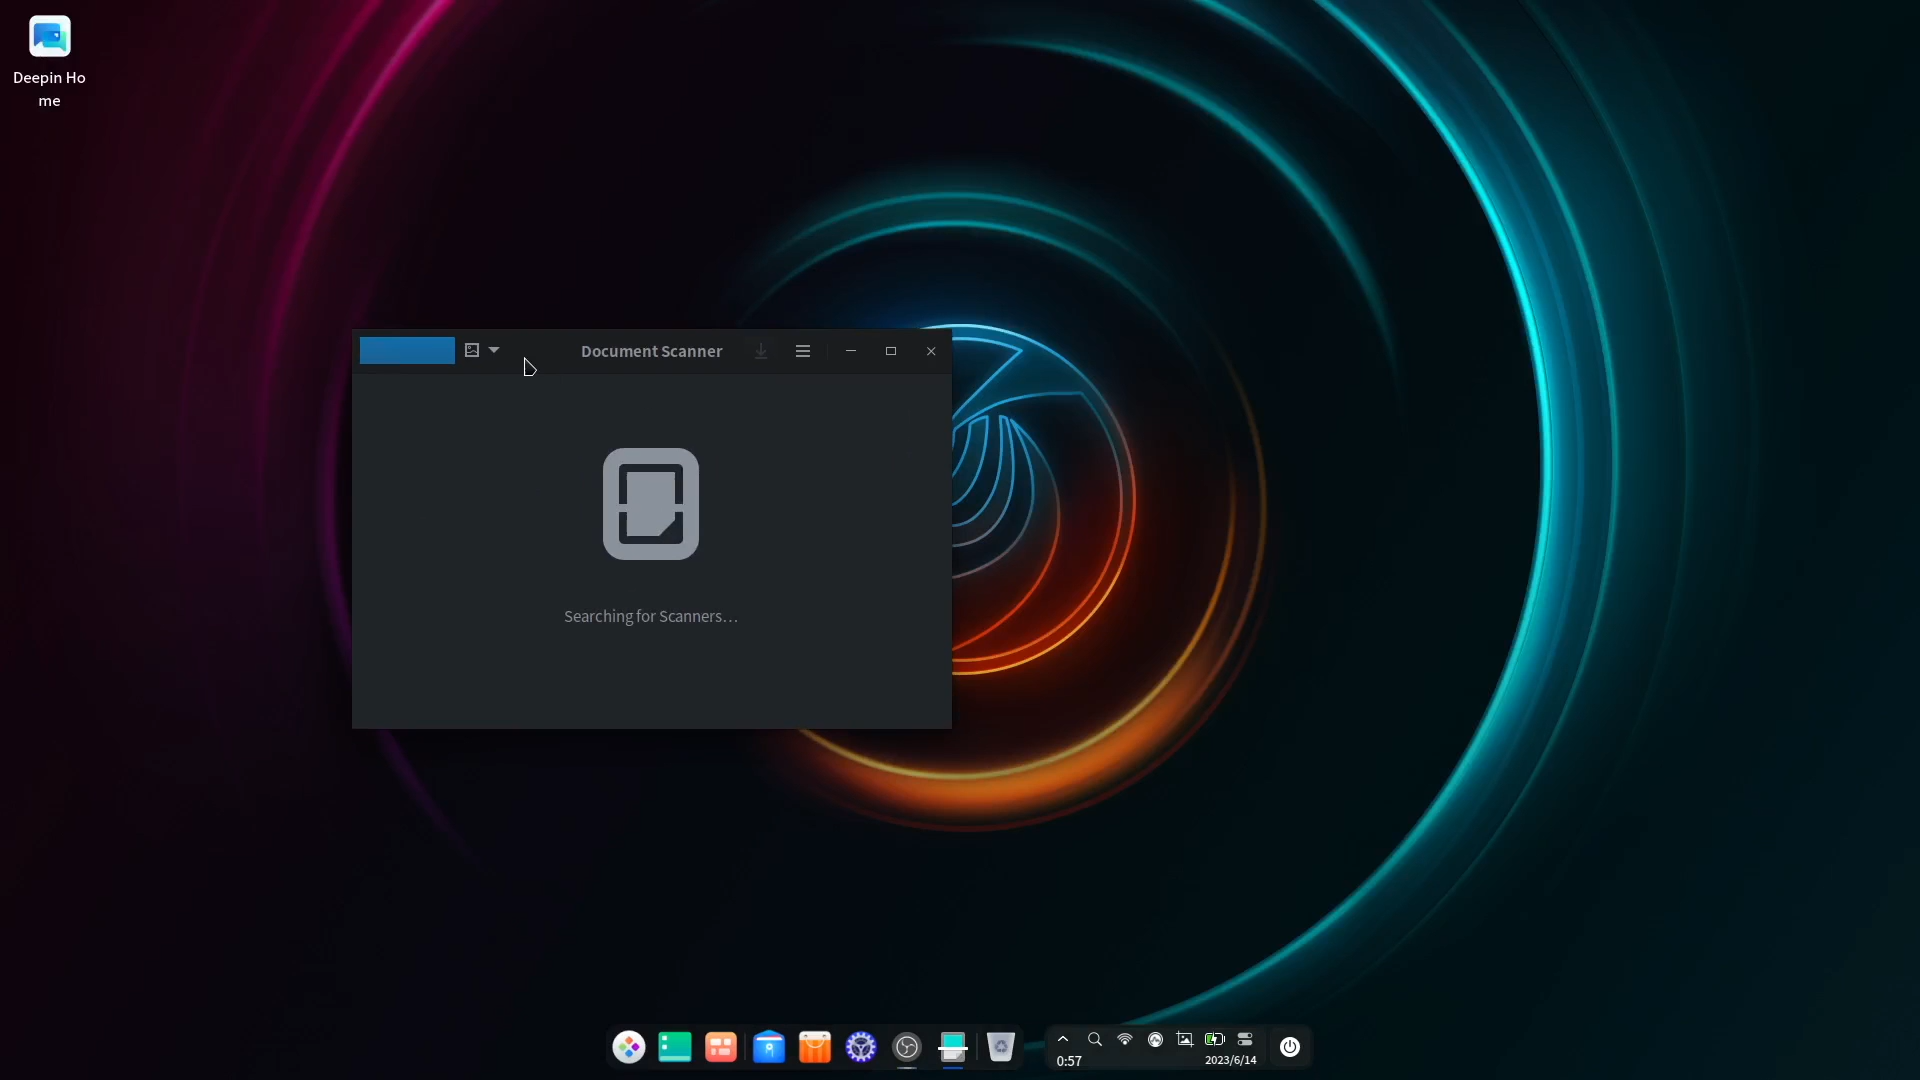 Deepin Ho
me
Document Scanner
Searching for Scanners...
0:57
2023/6/14